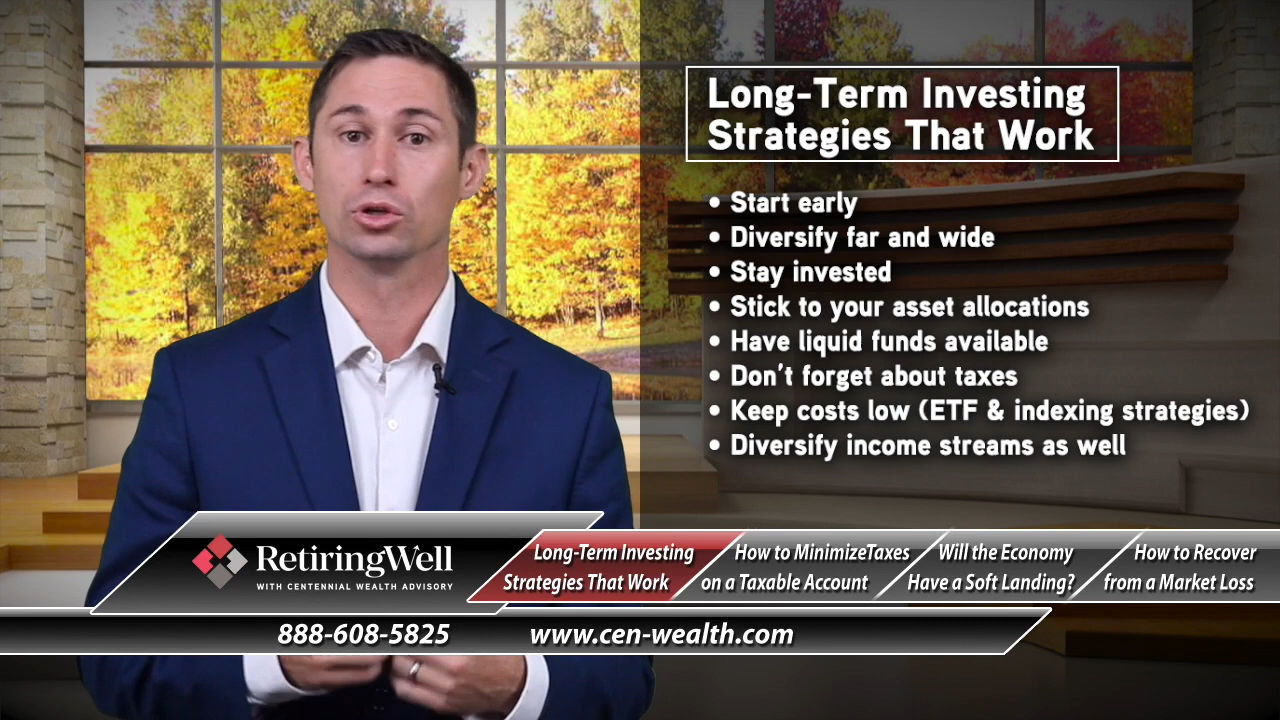 Long-Term Investing
Strategies That Work
• Start early
• Diversify far and wide
• Stay invested
• Stick to your asset allocations
• Have liquid funds available
• Don't forget about taxes
• Keep costs low (ETF & indexing strategies)
• Diversify income streams as well
RetiringWell
WITH CENTENNIAL WEALTH ADVISORY
Long-Term Investing
Strategies That Work
How to MinimizeTaxes
on a Taxable Account
Will the Economy
Have a Soft Landing?
How to Recover
from a Market Loss
888-608-5825
www.cen-wealth.com